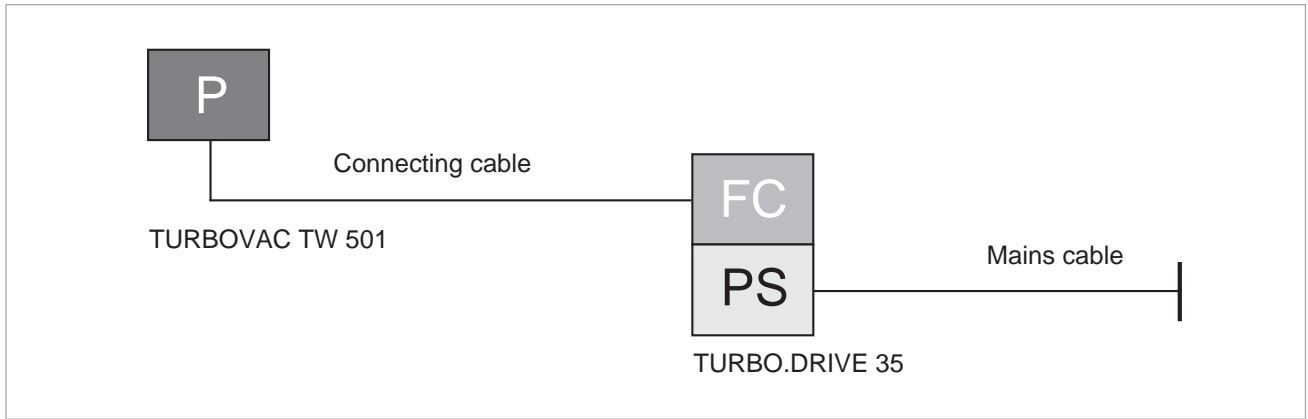 P
Connecting cable
FC
TURBOVAC TW 501
Mains cable
PS
TURBO.DRIVE 35